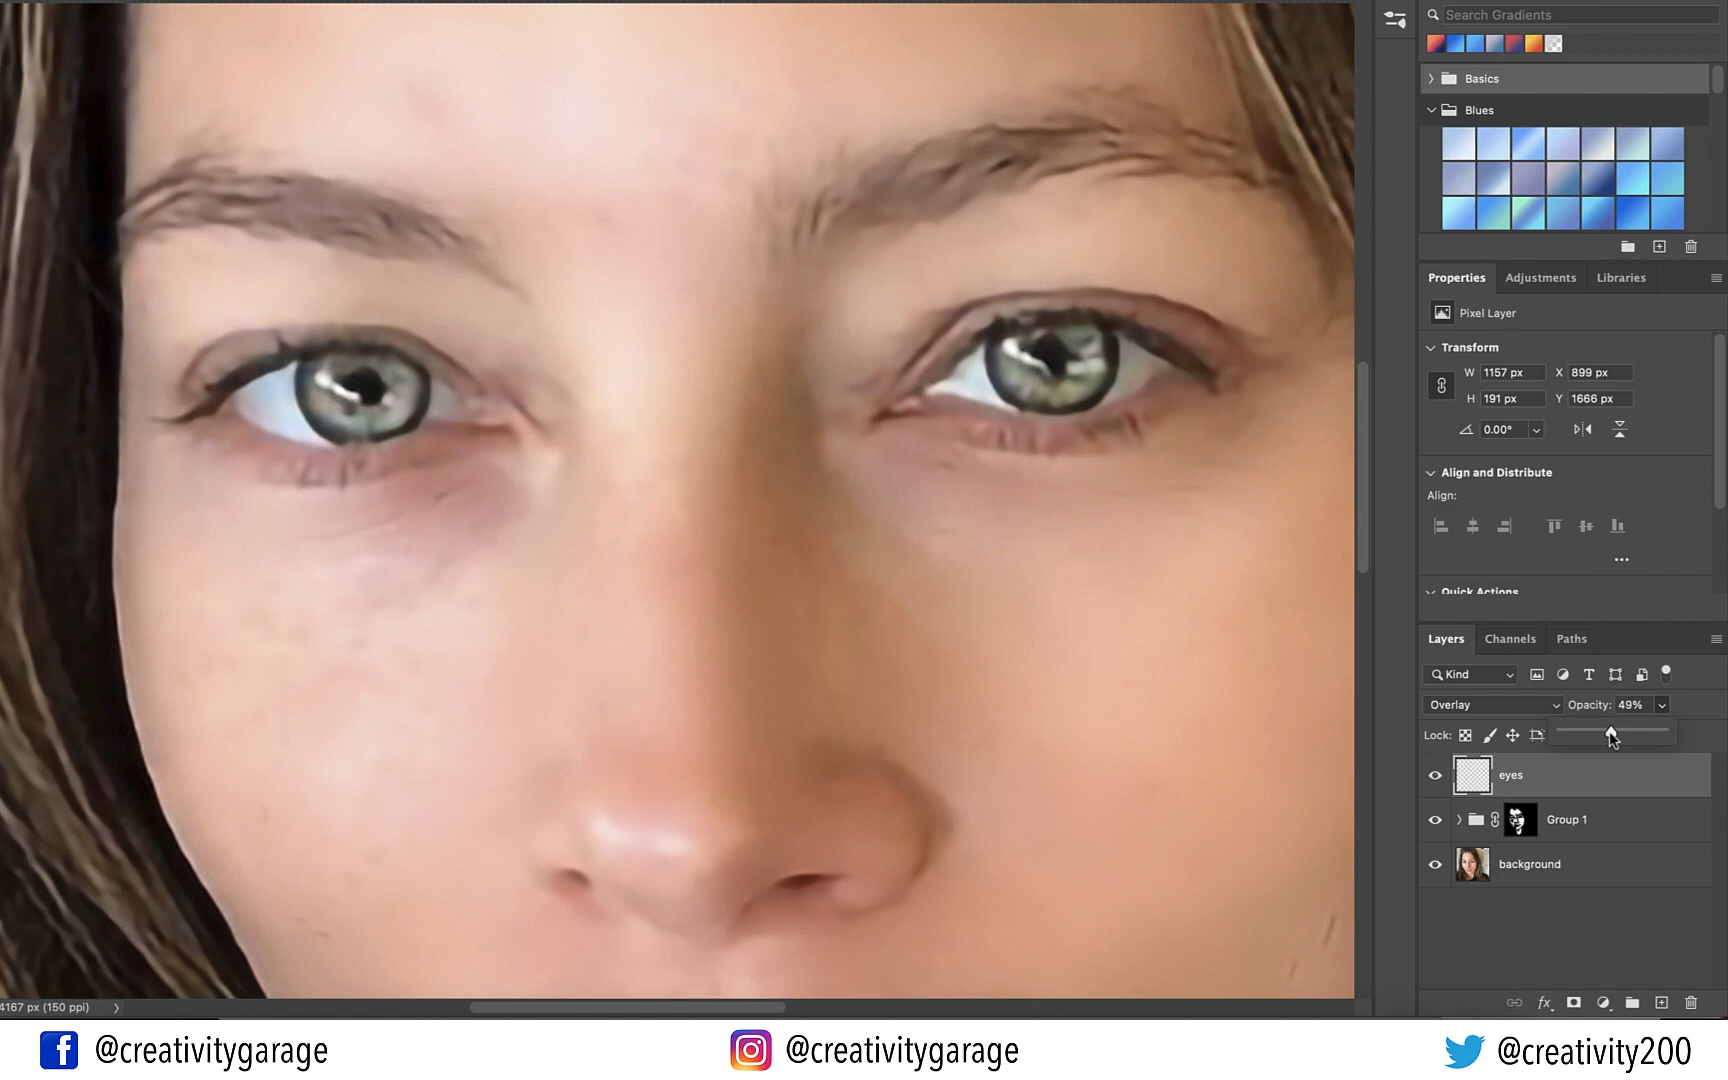 Search Gradients
Basics
Blues
Properties Adjustments Libraries
Pixel Layer
Transform
W 1157 px X 899 px
H 191 px Y 1666 px
0.00°
Align and Distribute
Align:
Quick Actions
Layers Channels Paths
Kind
Overlay Opacity: 49%
Lock:
eyes
Group 1
background
fx
4167 px (150 ppi)
@creativitygarage
@creativitygarage
@creativity200